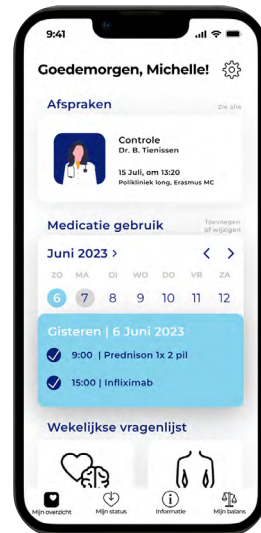 9:41
Goedemorgen, Michelle!
Afspraken
Zie alle
Controle
Dr. B. Tienissen
15 Juli, om 13:20
Polikliniek long, Erasmus MC
Medicatie gebruik
Toevoegen
of wijzigen
Juni 2023 >
< >
ZO MA DI WO DO VR ZA
6 7 8 9 10 11 12
Gisteren | 6 Juni 2023
9:00 | Prednison 1x 2 pil
15:00 | Infliximab
Wekelijkse vragenlijst
Mijn overzicht Mijn status Informatie Mijn balans